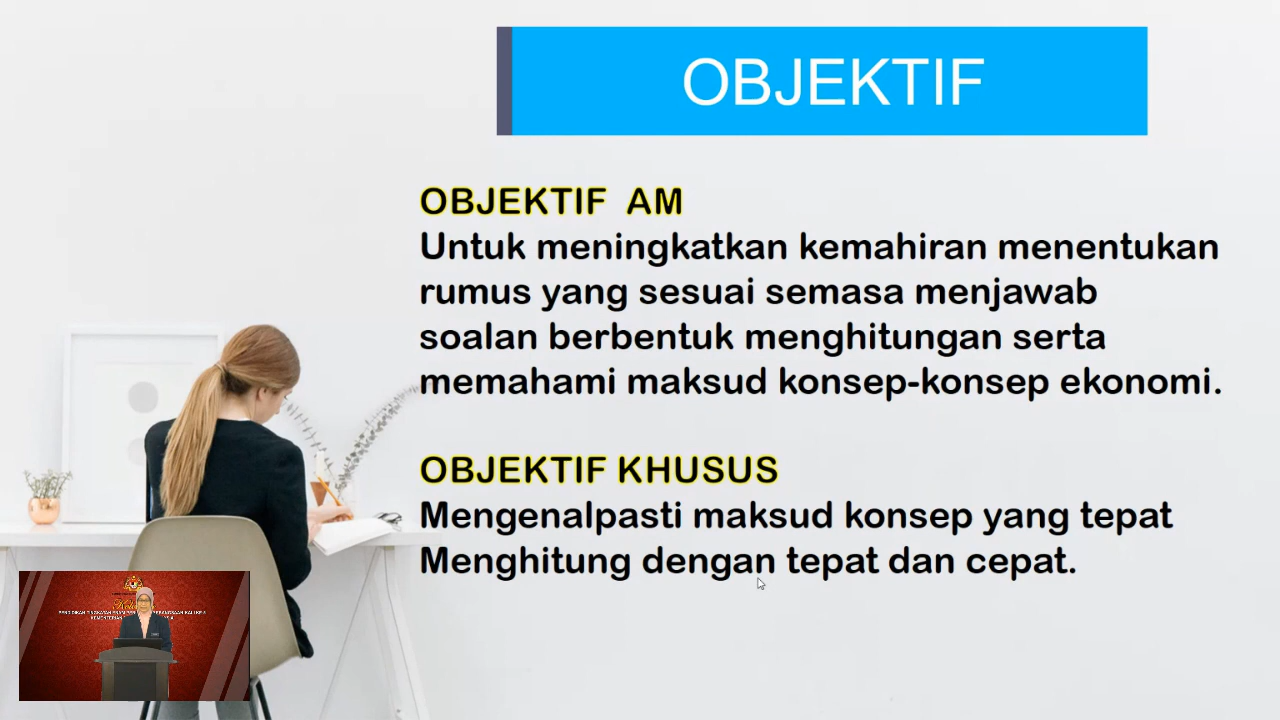 OBJEKTIF
OBJEKTIF AM
Untuk meningkatkan kemahiran menentukan
rumus yang sesuai semasa menjawab
soalan berbentuk menghitungan serta
memahami maksud konsep-konsep ekonomi.
OBJEKTIF KHUSUS
Mengenalpasti maksud konsep yang tepat
Menghitung dengan tepat dan cepat.